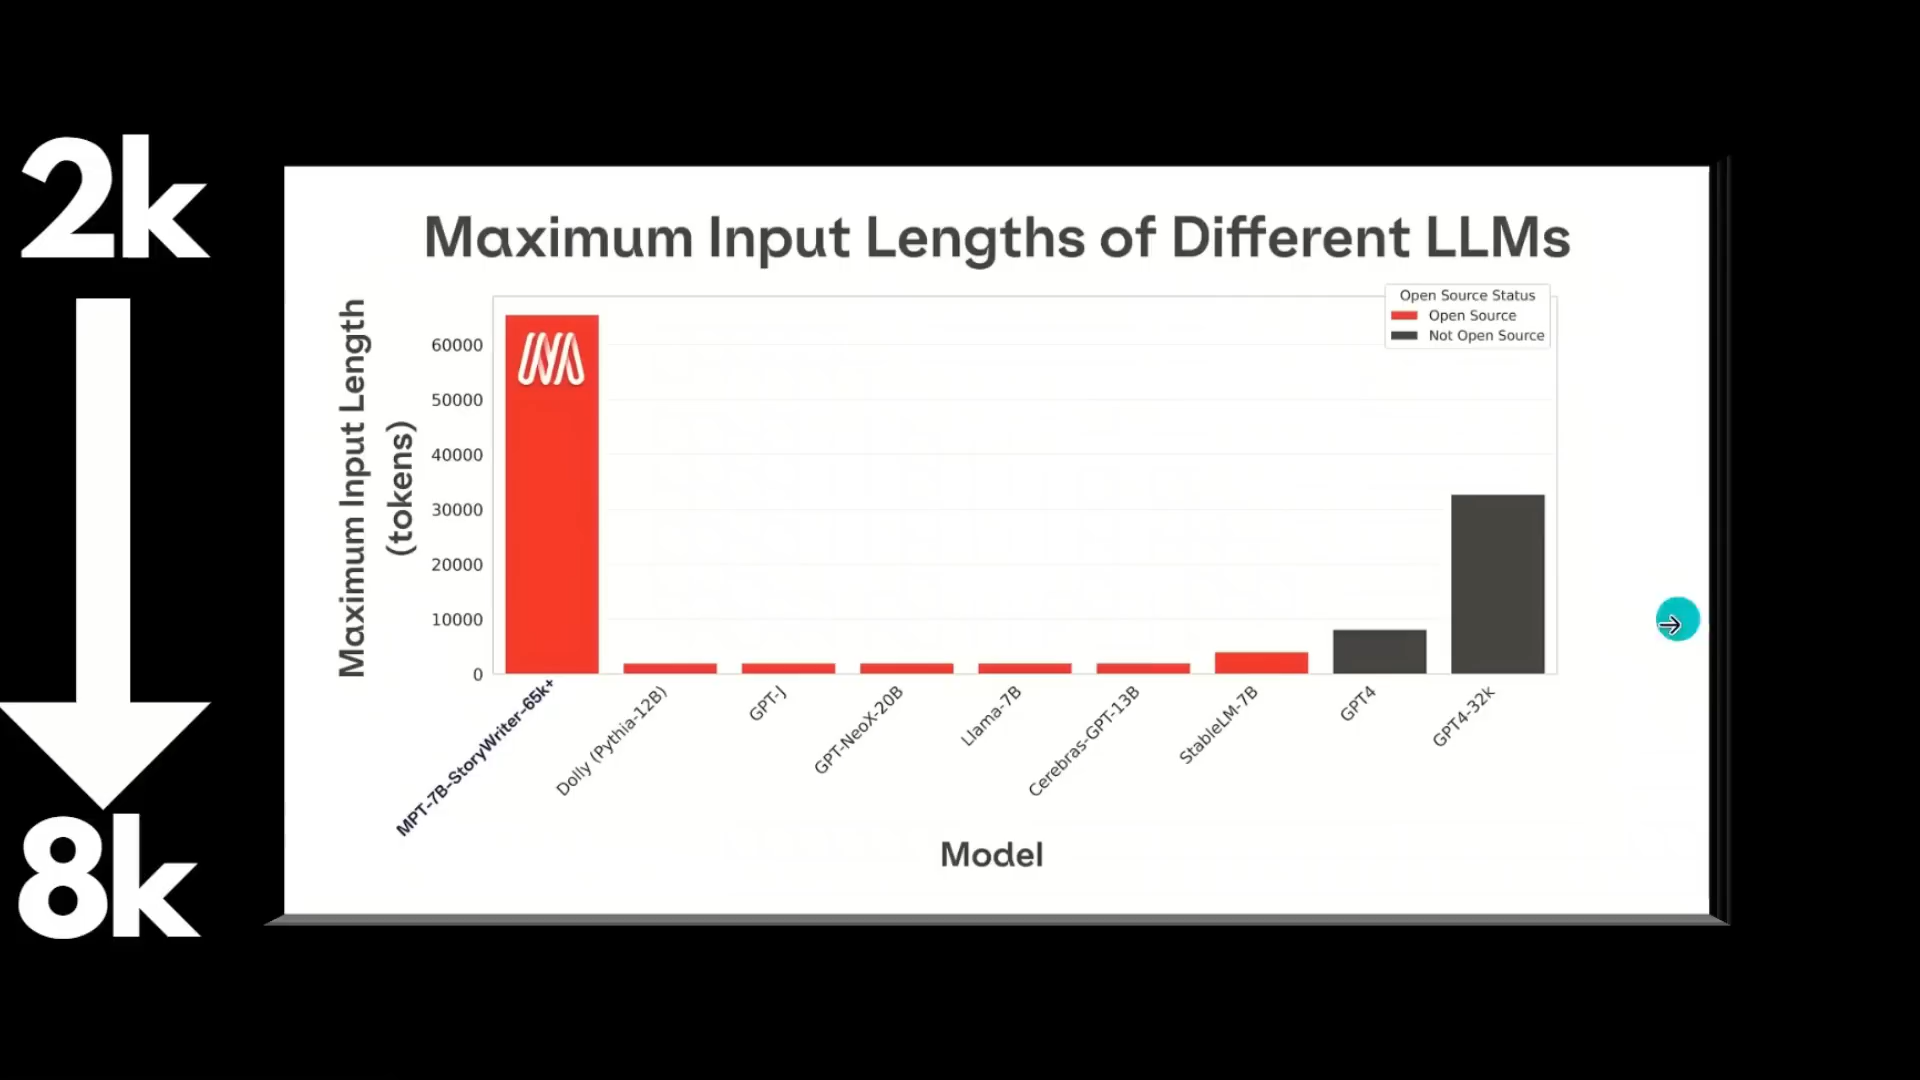 2k
8k
Maximum Input Lengths of Different LLMs
Maximum Input Length
(tokens)
60000
50000
40000
30000
20000
10000
0
Open Source Status
Open Source
Not Open Source
MPT-7B-StoryWriter-65k+
Dolly (Pythia-12B)
GPT-J
GPT-NeoX-20B
Llama-7B
Cerebras-GPT-13B
StableLM-7B
GPT4
GPT4-32k
Model